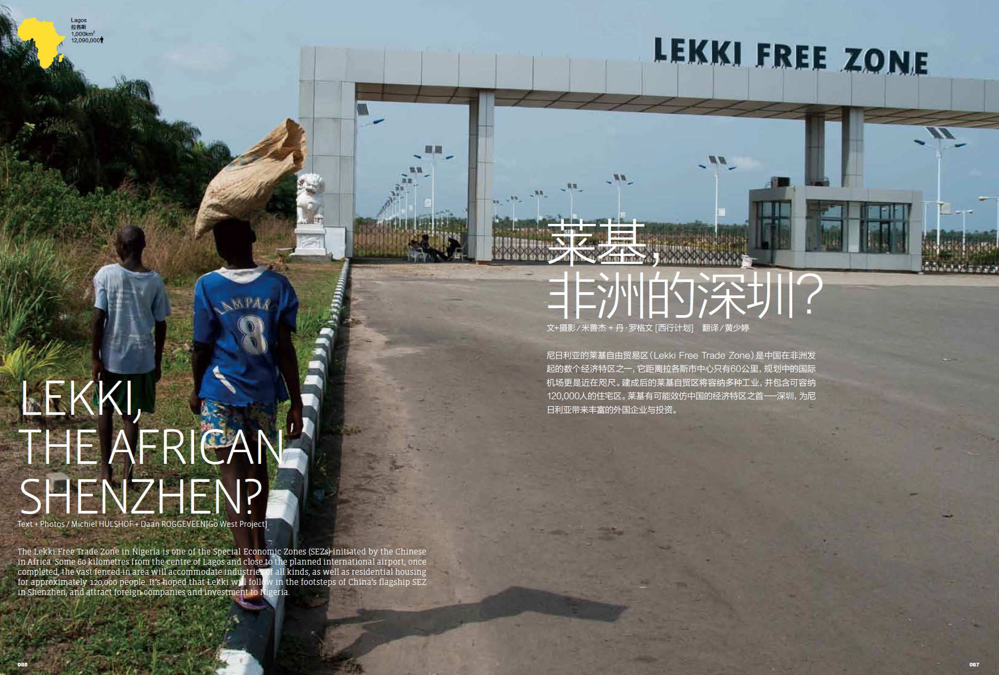 Lagos
拉各斯
1,000km²
12,090,000
LEKKI FREE ZONE
LAMPAR
8
LEKKI,
THE AFRICAN
SHENZHEN?
Text + Photos / Michiel HULSHOF + Daan ROGGEVEEN[Go West Project]
The Lekki Free Trade Zone in Nigeria is one of the Special Economic Zones (SEZs) initiated by the Chinese
in Africa. Some 60 kilometres from the centre of Lagos and close to the planned international airport, once
completed, the vast fenced-in area will accommodate industries of all kinds, as well as residential housing
for approximately 120,000 people. It's hoped that Lekki will follow in the footsteps of China's flagship SEZ
in Shenzhen, and attract foreign companies and investment to Nigeria.
莱基,
非洲的深圳?
文+摄影/米善杰 + 丹·罗格文 [西行计划] 翻译/黄少婷
尼日利亚的莱基自由贸易区(Lekki Free Trade Zone)是中国在非洲发
起的数个经济特区之一, 它距离拉各斯市中心只有60公里, 规划中的国际
机场更是近在咫尺。建成后的莱基自贸区将容纳多种工业, 并包含可容纳
120,000人的住宅区。莱基有可能效仿中国的经济特区之首——深圳, 为尼
日利亚带来丰富的外国企业与投资。
086
087